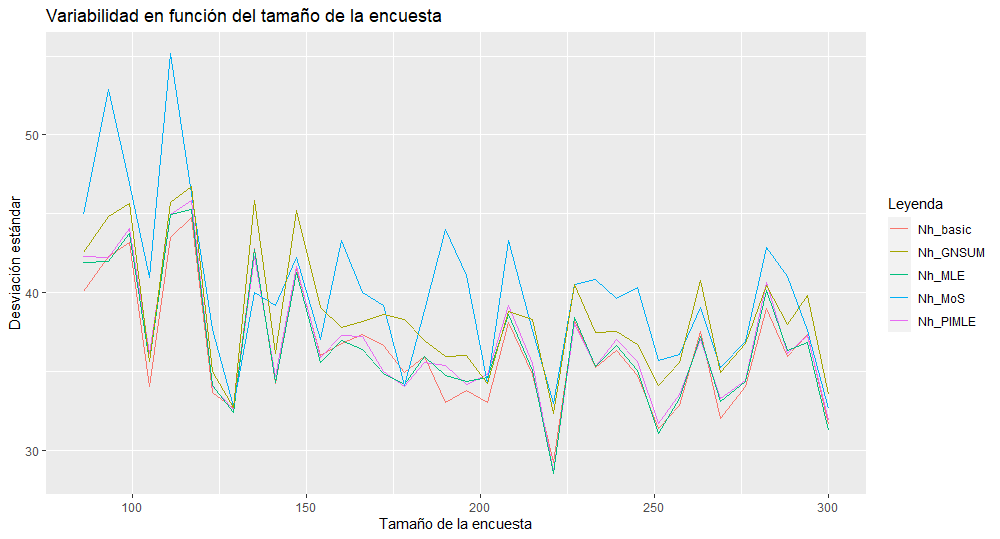 Variabilidad en función del tamaño de la encuesta
Desviación estándar
50
40
30
100
150
200
250
300
Tamaño de la encuesta
Leyenda
Nh_basic
Nh_GNSUM
Nh_MLE
Nh_MoS
Nh_PIMLE